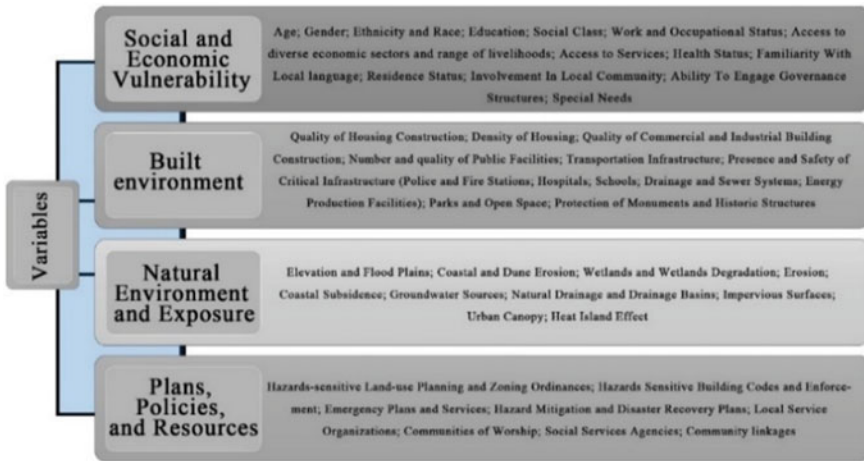 Variables
Social and
Economic
Vulnerability
Age; Gender; Ethnicity and Race; Education; Social Class; Work and Occupational Status; Access to
diverse economic sectors and range of livelihoods; Access to Services; Health Status; Familiarity With
Local language; Residence Status; Involvement In Local Community; Ability To Engage Governance
Structures; Special Needs
Built
environment
Quality of Housing Construction; Density of Housing; Quality of Commercial and Industrial Building
Construction; Number and quality of Public Facilities; Transportation Infrastructure; Presence and Safety of
Critical Infrastructure (Police and Fire Stations; Hospitals; Schools; Drainage and Sewer Systems; Energy
Production Facilities); Parks and Open Space; Protection of Monuments and Historic Structures
Natural
Environment
and Exposure
Elevation and Flood Plains; Coastal and Dune Erosion; Wetlands and Wetlands Degradation; Erosion;
Coastal Subsidence; Groundwater Sources; Natural Drainage and Drainage Basins; Impervious Surfaces;
Urban Canopy; Heat Island Effect
Plans,
Policies,
and Resources
Hazards-sensitive Land-use Planning and Zoning Ordinances; Hazards Sensitive Building Codes and Enforce-
ment; Emergency Plans and Services; Hazard Mitigation and Disaster Recovery Plans; Local Service
Organizations; Communities of Worship; Social Services Agencies; Community linkages